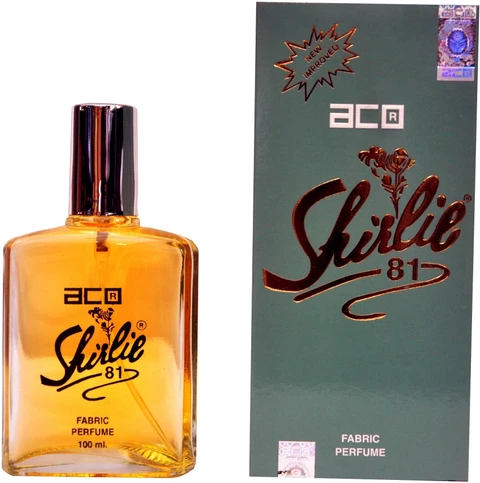 aco R
Shirlie ®
81
FABRIC
PERFUME
100 ml.
NEW
IMPROVED
aco R
Shirlie ®
81
FABRIC
PERFUME